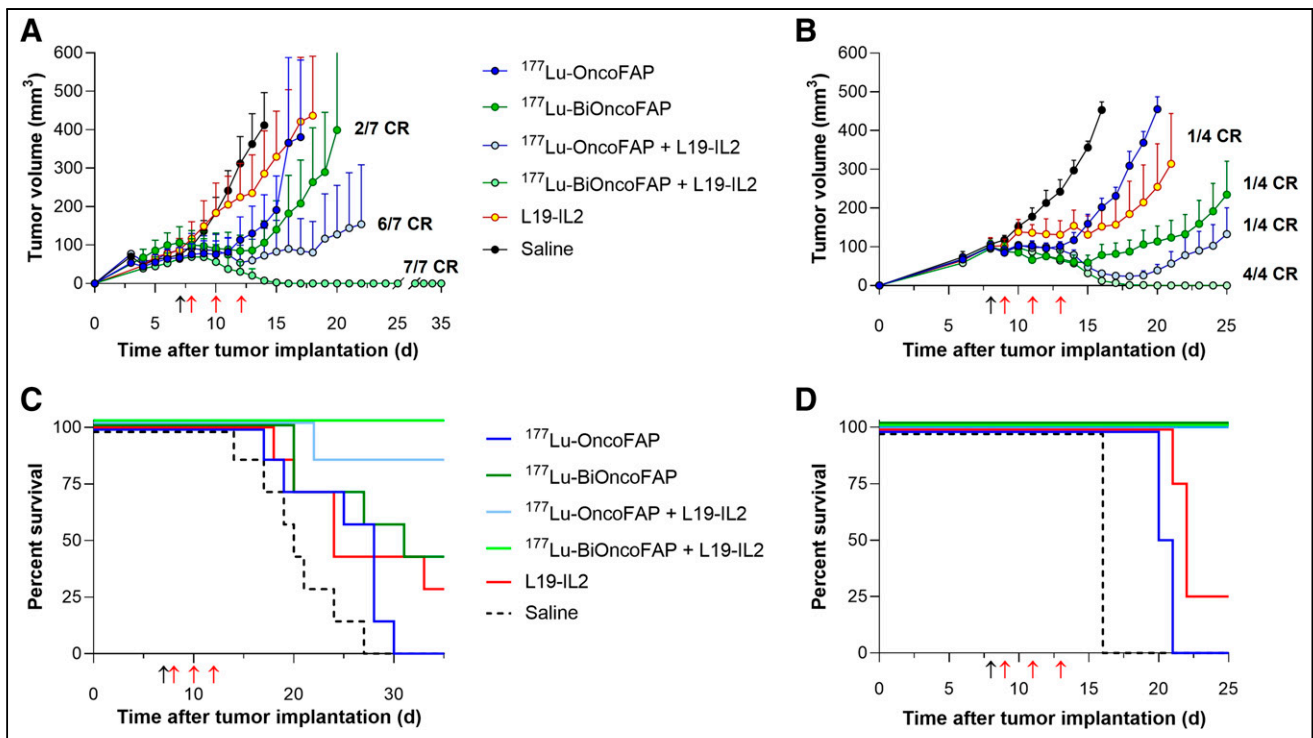 A
Tumor volume (mm³)
600
500
400
300
200
100
0
2/7 CR
6/7 CR
7/7 CR
0 5 10 15 20 25 35
Time after tumor implantation (d)
¹⁷⁷Lu-OncoFAP
¹⁷⁷Lu-BiOncoFAP
¹⁷⁷Lu-OncoFAP + L19-IL2
¹⁷⁷Lu-BiOncoFAP + L19-IL2
L19-IL2
Saline
B
Tumor volume (mm³)
600
500
400
300
200
100
0
1/4 CR
1/4 CR
1/4 CR
4/4 CR
0 5 10 15 20 25
Time after tumor implantation (d)
C
Percent survival
100
75
50
25
0
0 10 20 30
Time after tumor implantation (d)
¹⁷⁷Lu-OncoFAP
¹⁷⁷Lu-BiOncoFAP
¹⁷⁷Lu-OncoFAP + L19-IL2
¹⁷⁷Lu-BiOncoFAP + L19-IL2
L19-IL2
Saline
D
Percent survival
100
75
50
25
0
0 5 10 15 20 25
Time after tumor implantation (d)